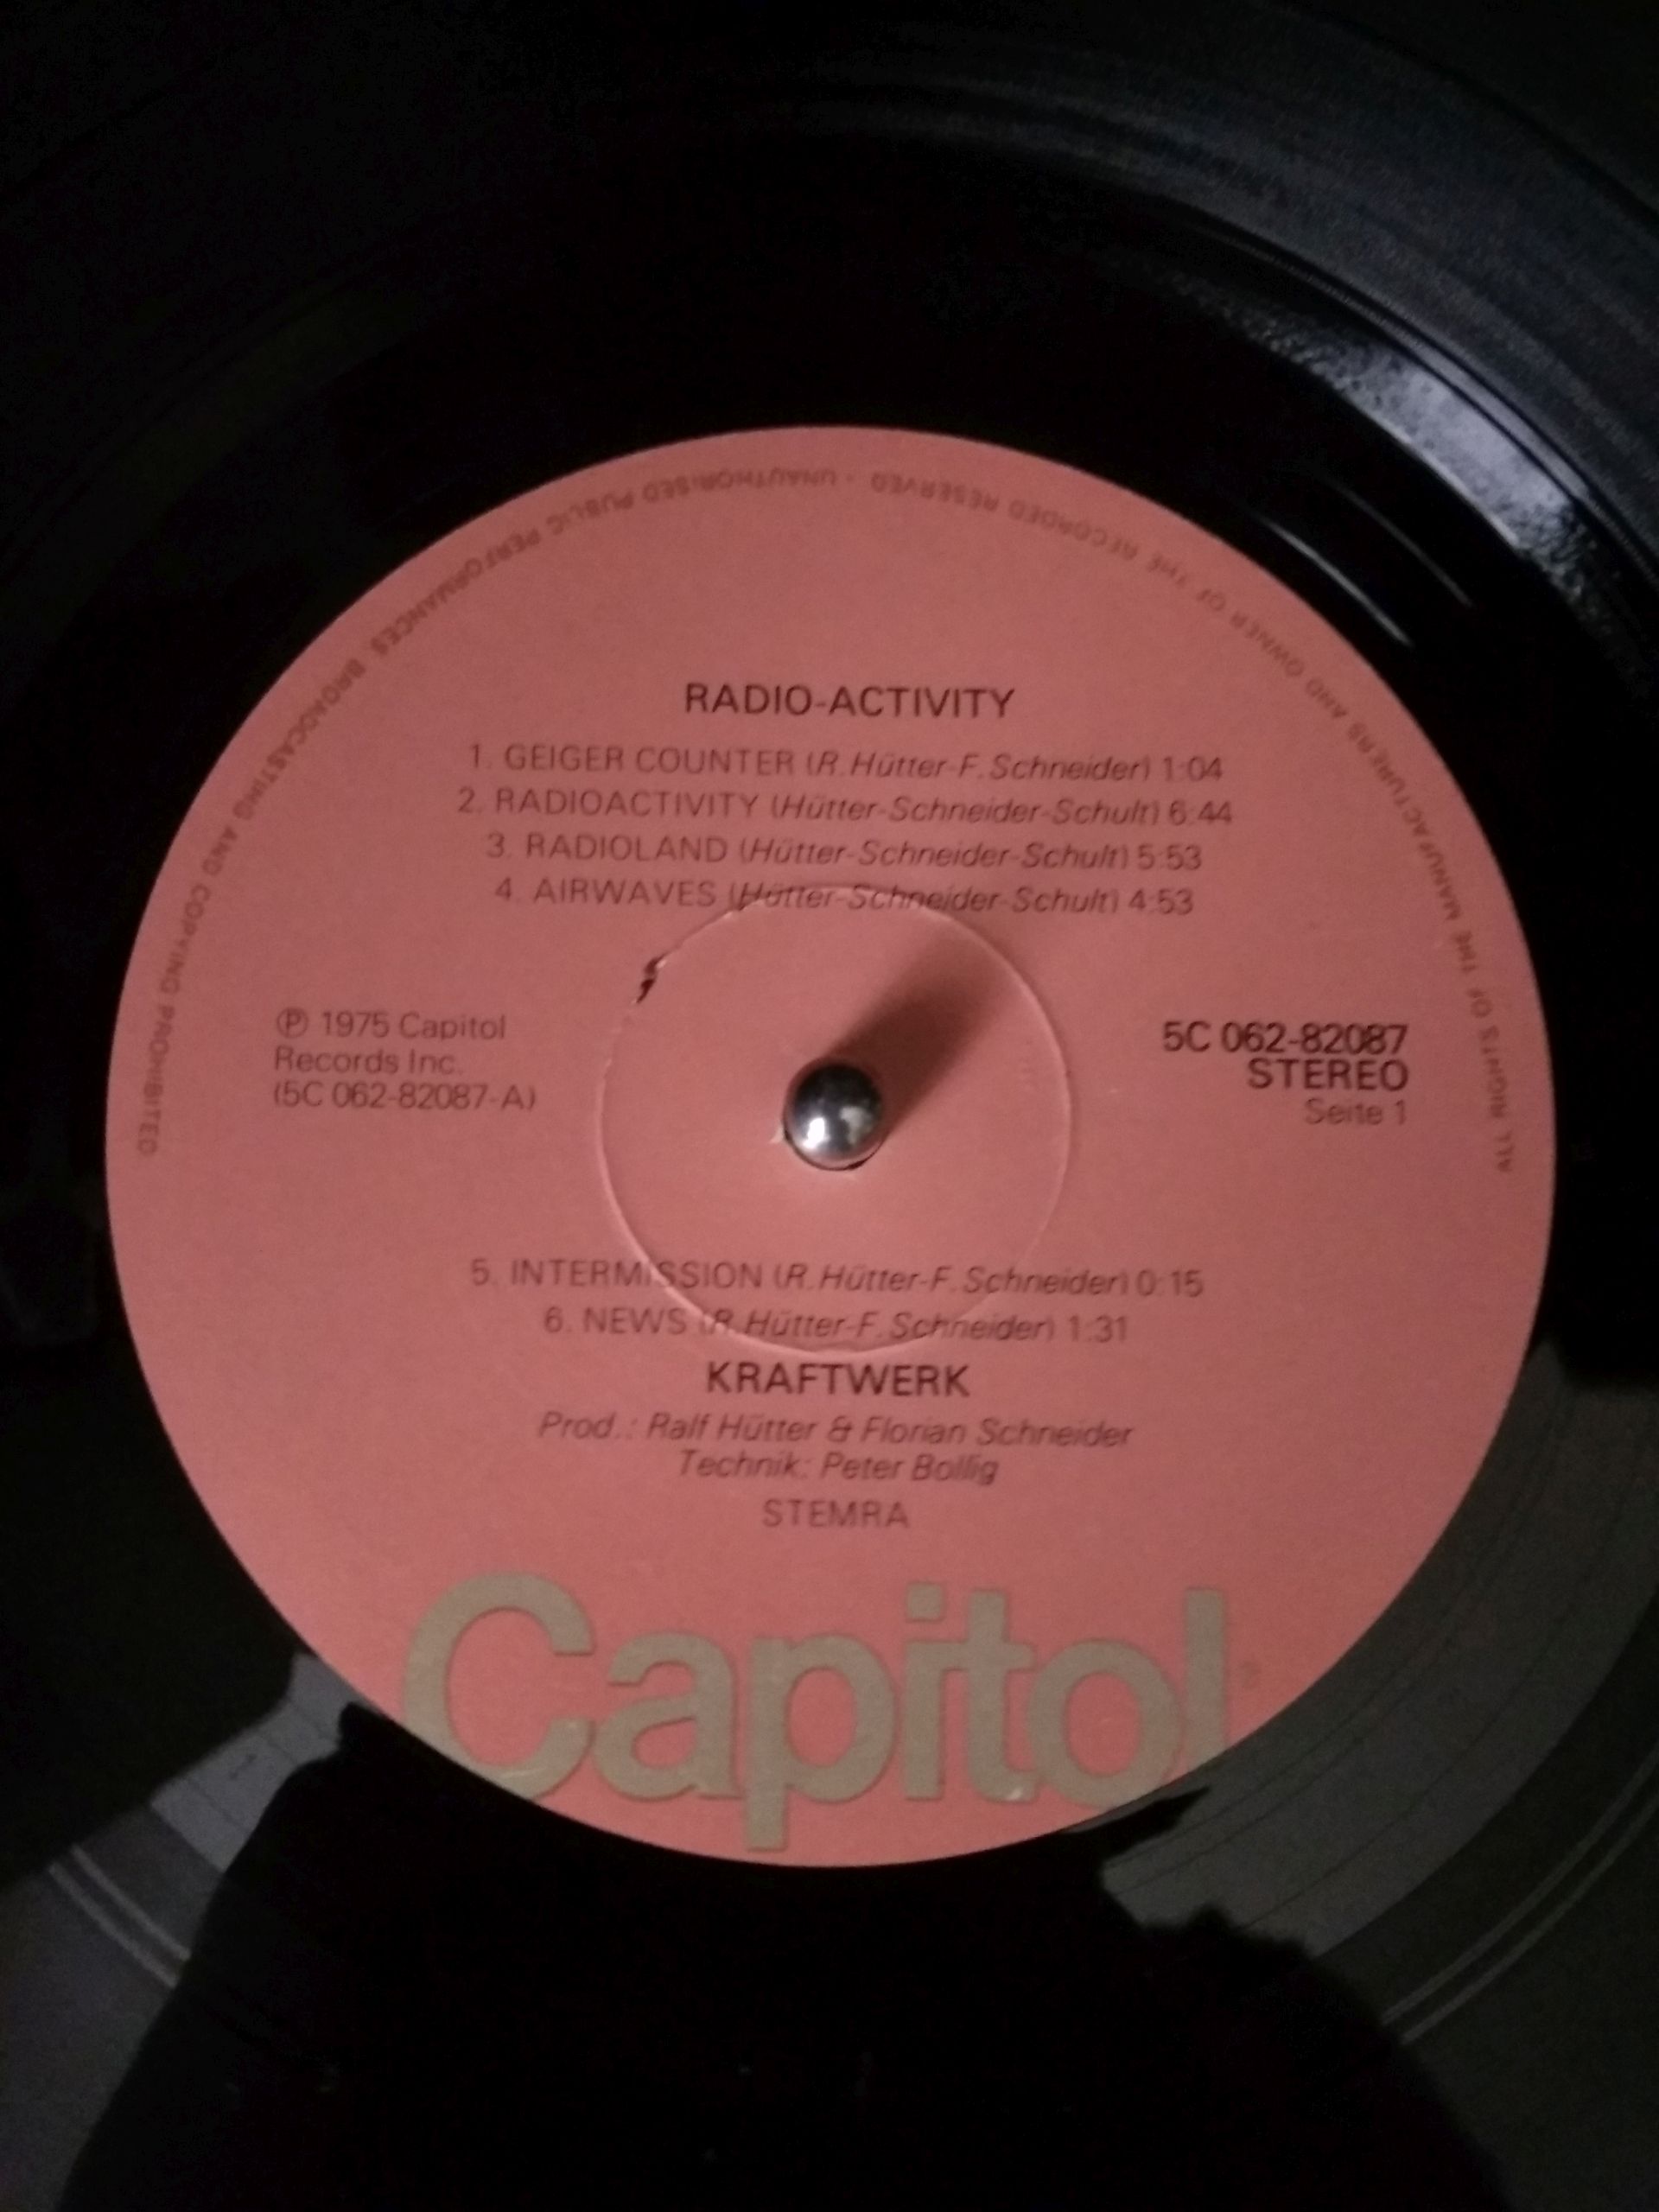 RADIO-ACTIVITY
1. GEIGER COUNTER (R. Hütter-F. Schneider) 1:04
2. RADIOACTIVITY (Hütter-Schneider-Schult) 6:44
3. RADIOLAND (Hütter-Schneider-Schult) 5:53
4. AIRWAVES (Hütter-Schneider-Schult) 4:53
℗ 1975 Capitol
Records Inc.
(5C 062-82087-A)
5C 062-82087
STEREO
Seite 1
5. INTERMISSION (R. Hütter-F. Schneider) 0:15
6. NEWS (R. Hütter-F. Schneider) 1:31
KRAFTWERK
Prod.: Ralf Hütter & Florian Schneider
Technik: Peter Bollig
STEMRA
Capitol
ALL RIGHTS OF THE MANUFACTURERS AND OWNER OF THE RECORDED RESERVED · UNAUTHORISED PUBLIC PERFORMANCES BROADCASTING AND COPYING PROHIBITED